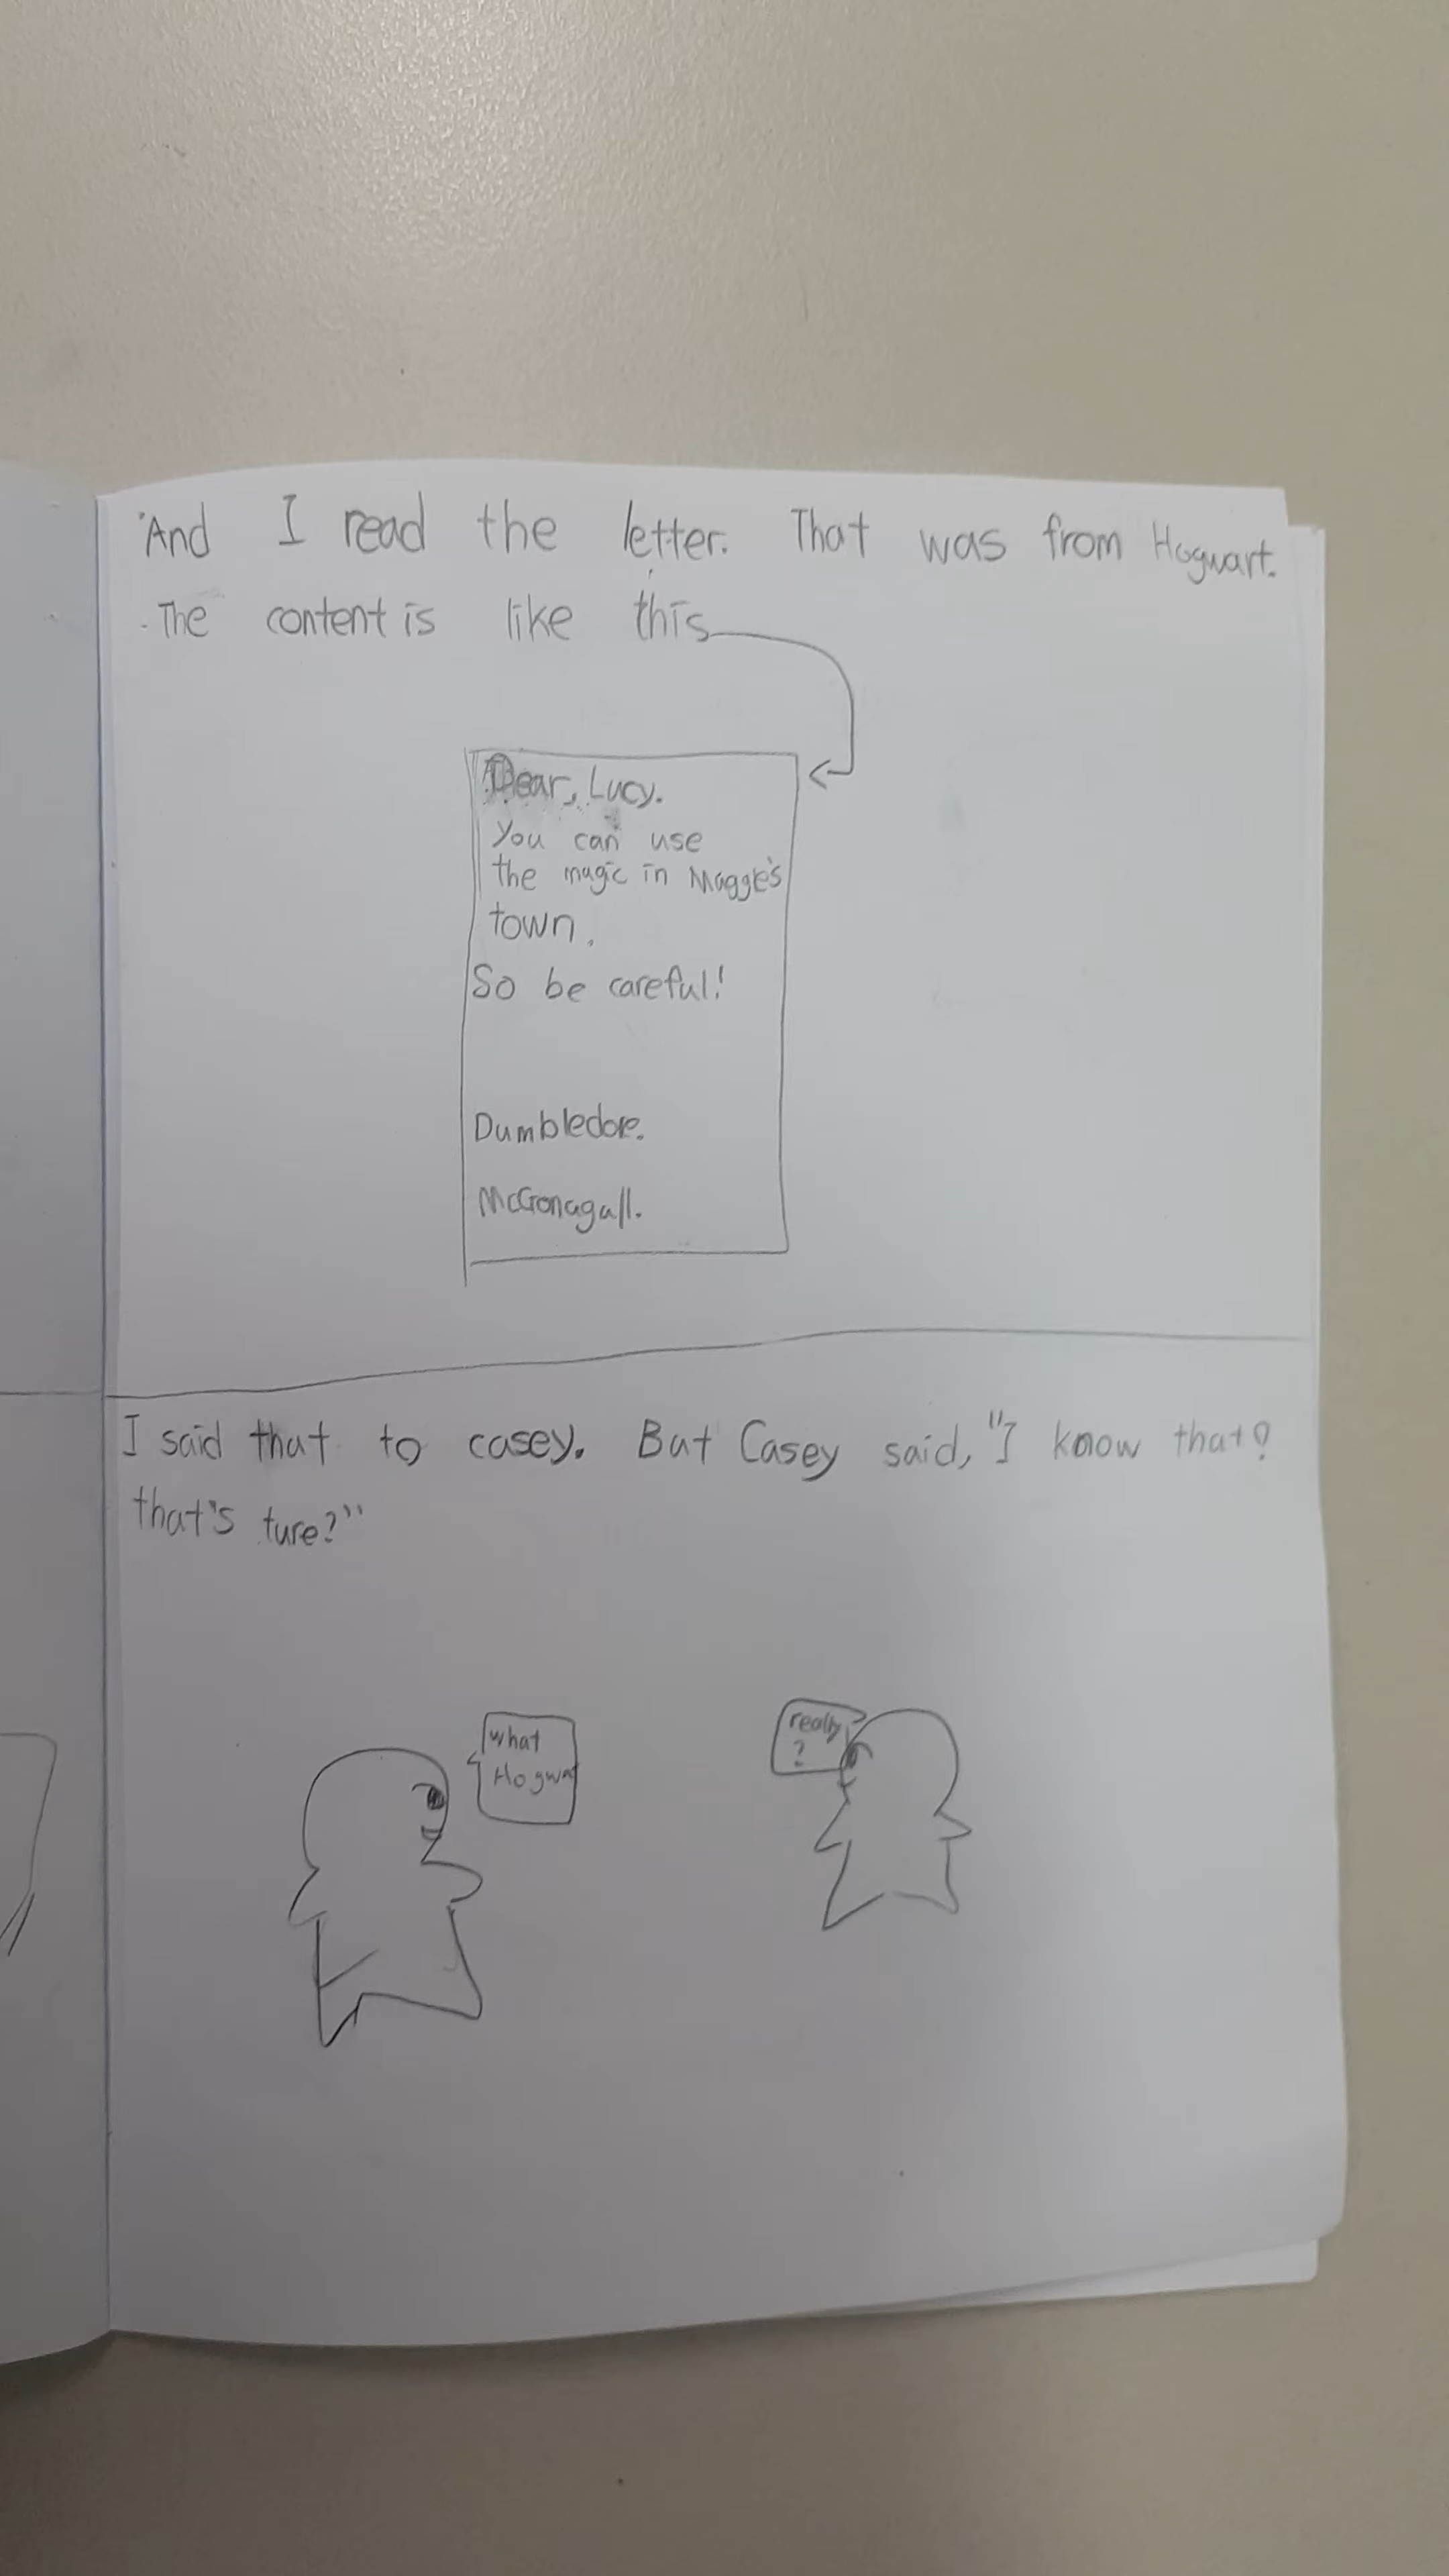 And I read the letter. That was from Hogwart.
The content is like this
Dear, Lucy.
You can use
the magic in Muggle's
town.
So be careful!
Dumbledore.
McGonagall.
I said that to casey. But Casey said, "I know that?
that's ture?"
what
Hogwa
really
?